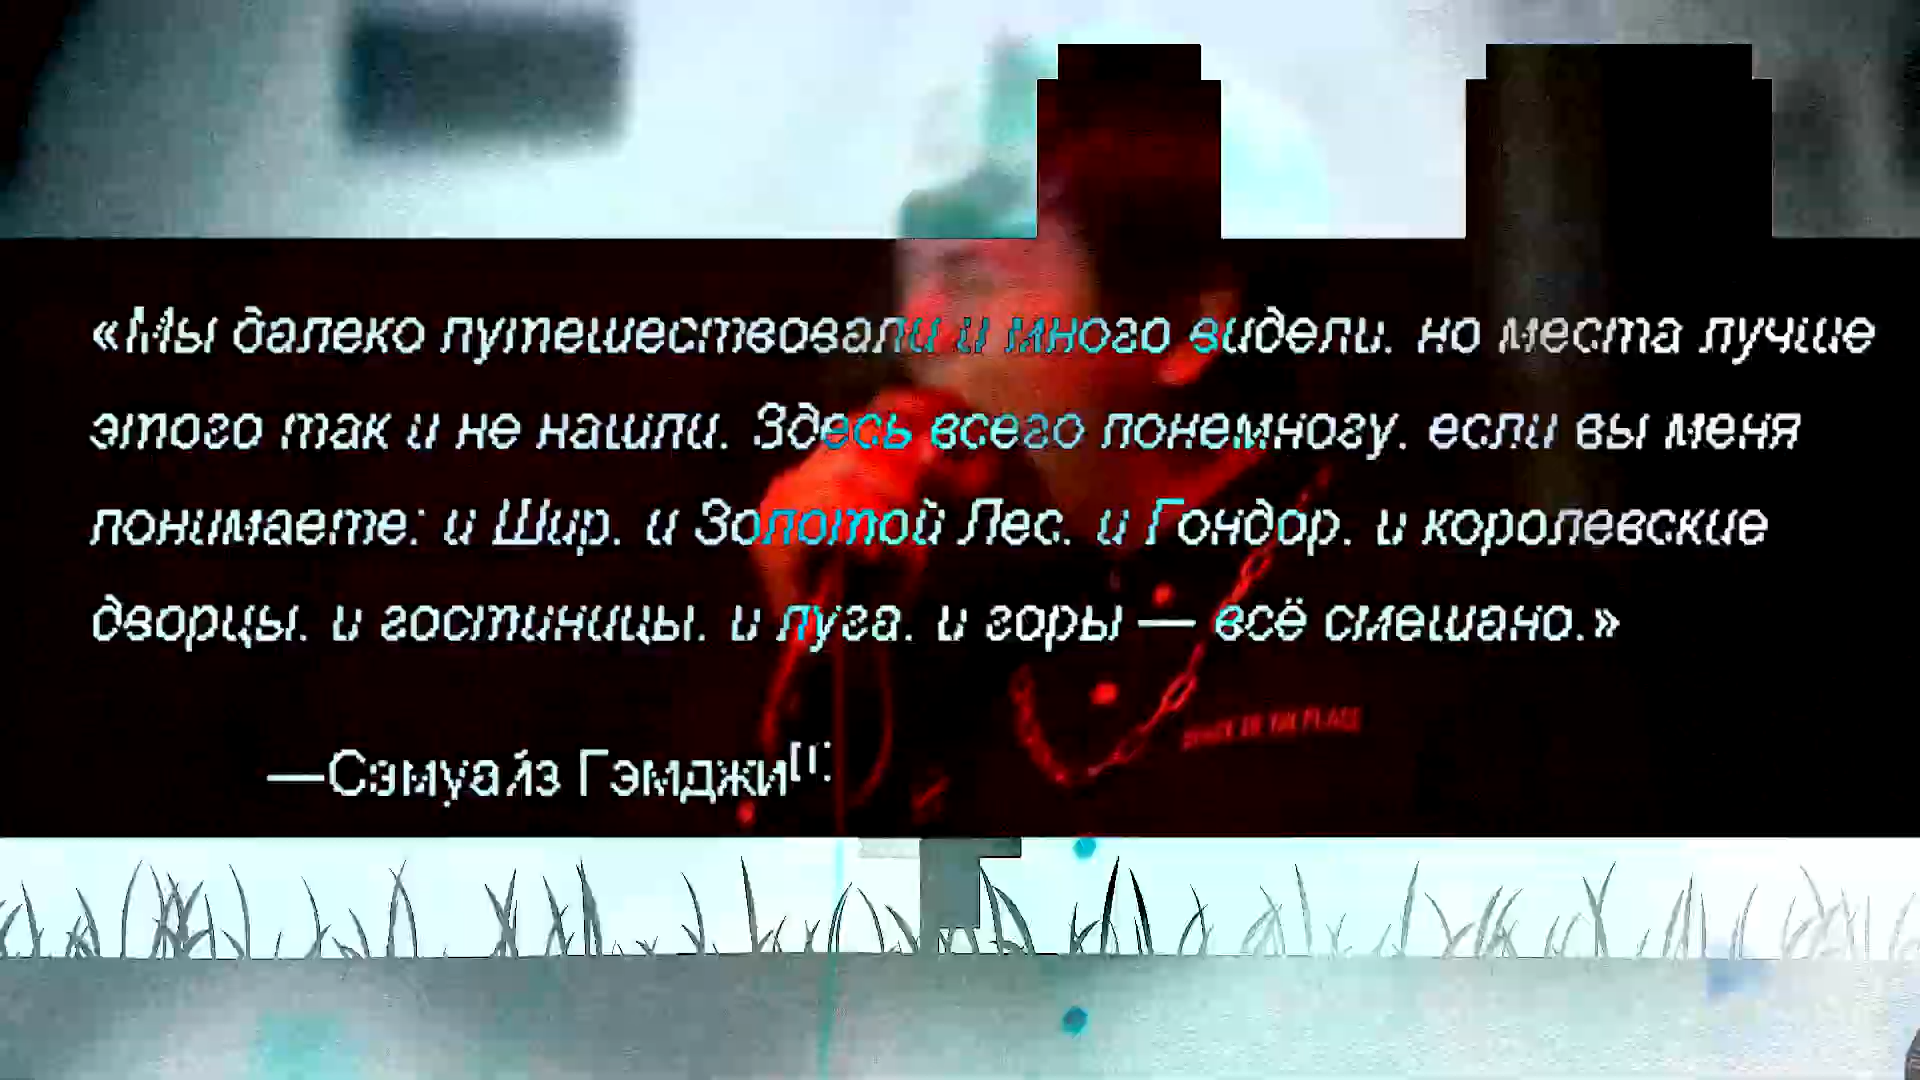 «Мы далеко путешествовали и много видели, но места лучше
этого так и не нашли. Здесь всего понемногу, если вы меня
понимаете: и Шир, и Золотой Лес, и Гондор, и королевские
дворцы, и гостиницы, и луга, и горы — всё смешано.»
—Сэмуайз Гэмджи